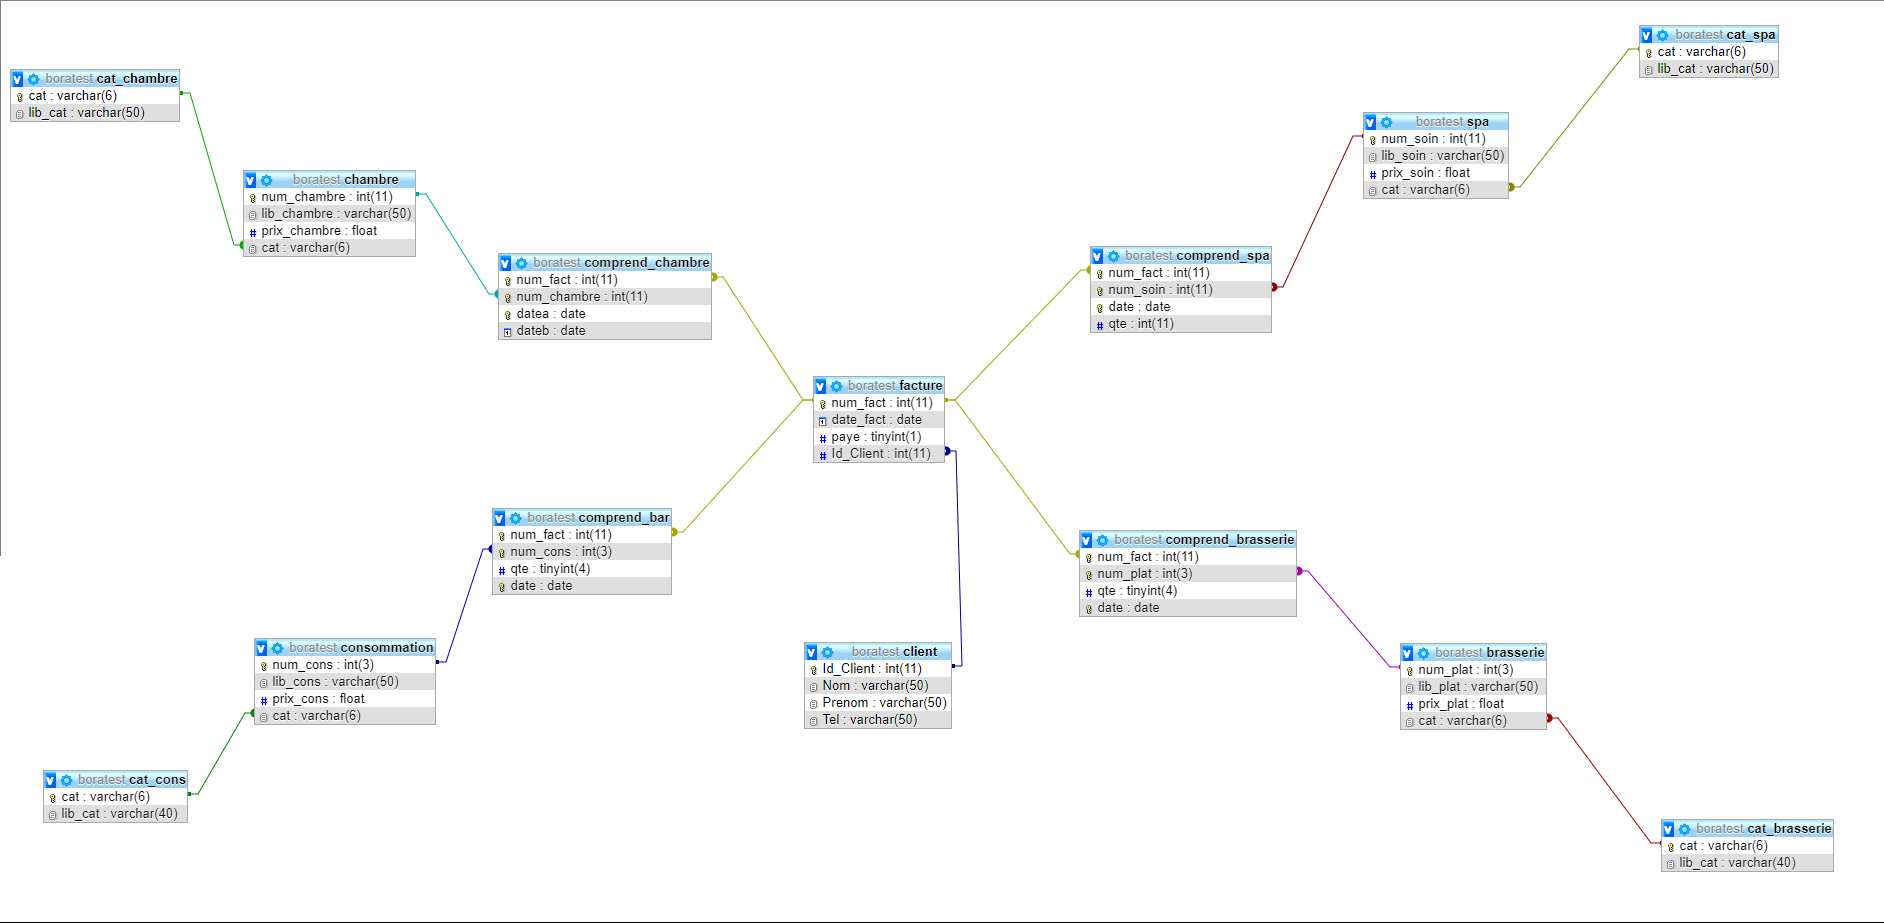 boratest cat_chambre
cat : varchar(6)
lib_cat : varchar(50)
boratest chambre
num_chambre : int(11)
lib_chambre : varchar(50)
prix_chambre : float
cat : varchar(6)
boratest comprend_chambre
num_fact : int(11)
num_chambre : int(11)
datea : date
dateb : date
boratest cat_spa
cat : varchar(6)
lib_cat : varchar(50)
boratest spa
num_soin : int(11)
lib_soin : varchar(50)
prix_soin : float
cat : varchar(6)
boratest comprend_spa
num_fact : int(11)
num_soin : int(11)
date : date
qte : int(11)
boratest facture
num_fact : int(11)
date_fact : date
paye : tinyint(1)
Id_Client : int(11)
boratest comprend_bar
num_fact : int(11)
num_cons : int(3)
qte : tinyint(4)
date : date
boratest comprend_brasserie
num_fact : int(11)
num_plat : int(3)
qte : tinyint(4)
date : date
boratest consommation
num_cons : int(3)
lib_cons : varchar(50)
prix_cons : float
cat : varchar(6)
boratest client
Id_Client : int(11)
Nom : varchar(50)
Prenom : varchar(50)
Tel : varchar(50)
boratest brasserie
num_plat : int(3)
lib_plat : varchar(50)
prix_plat : float
cat : varchar(6)
boratest cat_cons
cat : varchar(6)
lib_cat : varchar(40)
boratest cat_brasserie
cat : varchar(6)
lib_cat : varchar(40)